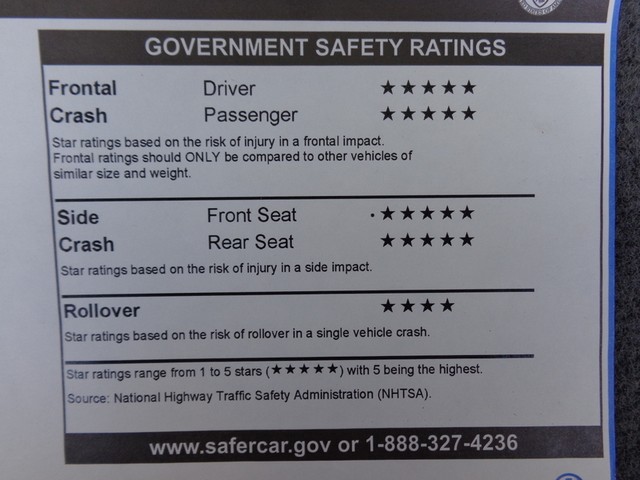 GOVERNMENT SAFETY RATINGS
Frontal Driver ★★★★★
Crash Passenger ★★★★★
Star ratings based on the risk of injury in a frontal impact.
Frontal ratings should ONLY be compared to other vehicles of
similar size and weight.
Side Front Seat ★★★★★
Crash Rear Seat ★★★★★
Star ratings based on the risk of injury in a side impact.
Rollover ★★★★
Star ratings based on the risk of rollover in a single vehicle crash.
Star ratings range from 1 to 5 stars (★★★★★) with 5 being the highest.
Source: National Highway Traffic Safety Administration (NHTSA).
www.safercar.gov or 1-888-327-4236